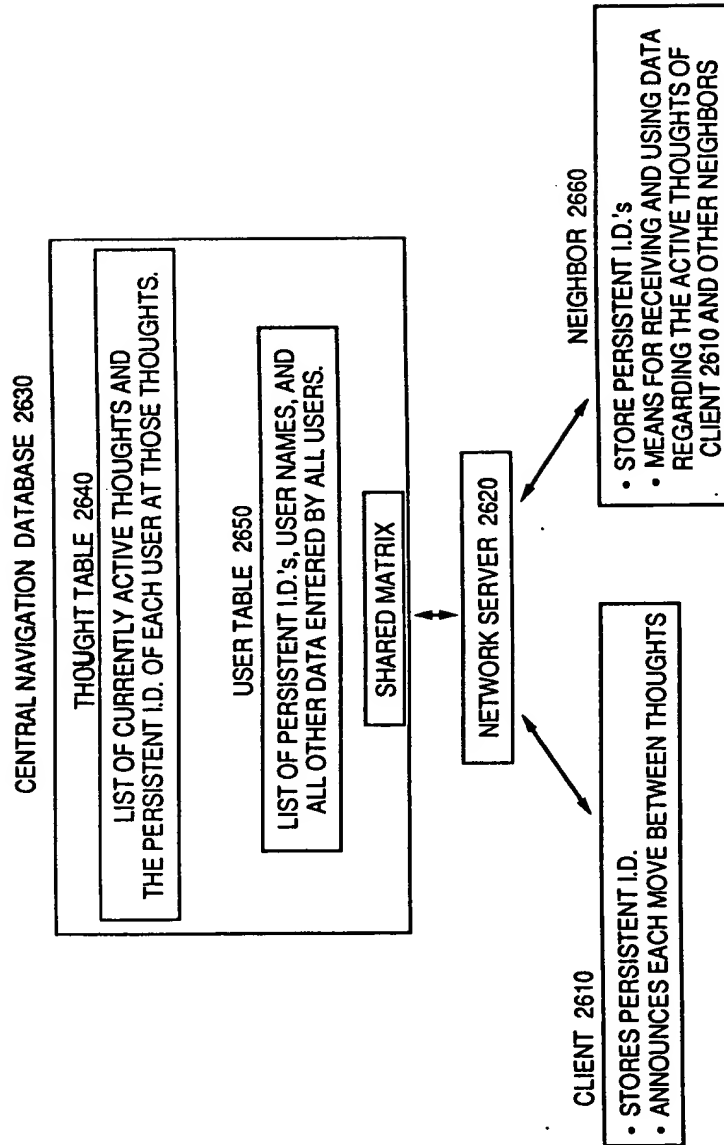 CENTRAL NAVIGATION DATABASE 2630
THOUGHT TABLE 2640
LIST OF CURRENTLY ACTIVE THOUGHTS AND
THE PERSISTENT I.D. OF EACH USER AT THOSE THOUGHTS.
USER TABLE 2650
LIST OF PERSISTENT I.D.'s, USER NAMES, AND
ALL OTHER DATA ENTERED BY ALL USERS.
SHARED MATRIX
NETWORK SERVER 2620
CLIENT 2610
• STORES PERSISTENT I.D.
• ANNOUNCES EACH MOVE BETWEEN THOUGHTS
NEIGHBOR 2660
• STORE PERSISTENT I.D.'s
• MEANS FOR RECEIVING AND USING DATA
REGARDING THE ACTIVE THOUGHTS OF
CLIENT 2610 AND OTHER NEIGHBORS